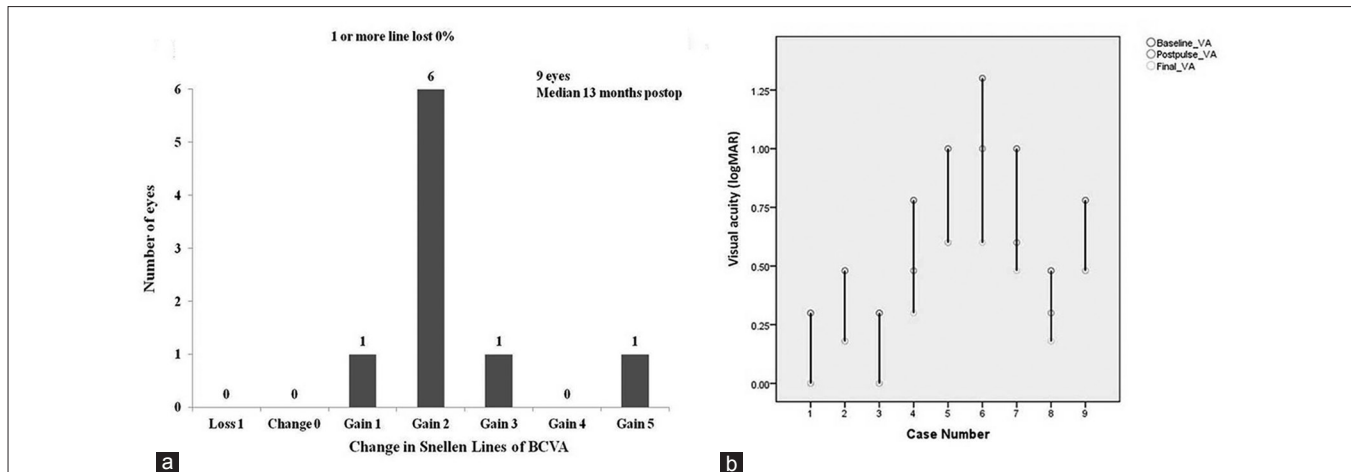 1 or more line lost 0%
9 eyes
Median 13 months postop
Number of eyes
6
5
4
3
2
1
0
0
0
1
6
1
0
1
Loss 1 Change 0 Gain 1 Gain 2 Gain 3 Gain 4 Gain 5
Change in Snellen Lines of BCVA
a
Baseline_VA
Postpulse_VA
Final_VA
Visual acuity (logMAR)
1.25
1.00
0.75
0.50
0.25
0.00
1 2 3 4 5 6 7 8 9
Case Number
b